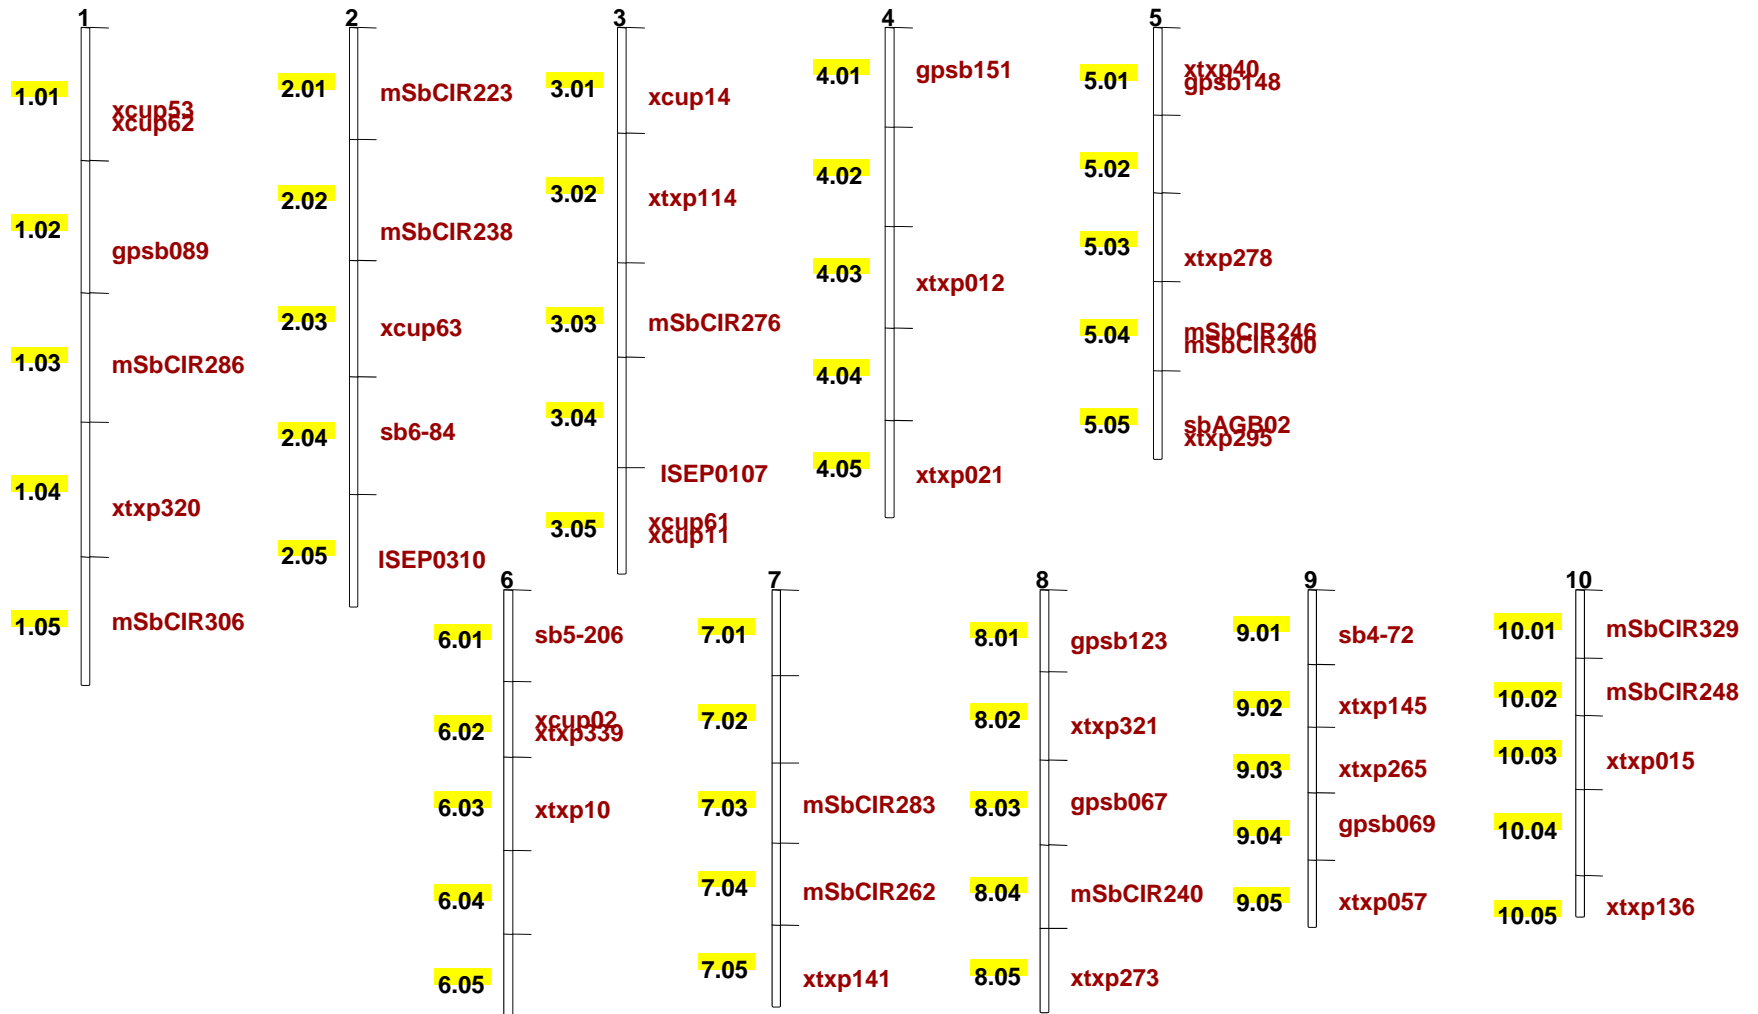 1
1.01
xcup53
xcup62
1.02
gpsb089
1.03
mSbCIR286
1.04
xtxp320
1.05
mSbCIR306
2
2.01
mSbCIR223
2.02
mSbCIR238
2.03
xcup63
2.04
sb6-84
2.05
ISEP0310
3
3.01
xcup14
3.02
xtxp114
3.03
mSbCIR276
3.04
ISEP0107
3.05
xcup61
xcup11
4
4.01
gpsb151
4.02
4.03
xtxp012
4.04
4.05
xtxp021
5
5.01
xtxp40
gpsb148
5.02
5.03
xtxp278
5.04
mSbCIR246
mSbCIR300
5.05
sbAGB02
xtxp295
6
6.01
sb5-206
6.02
xcup02
xtxp339
6.03
xtxp10
6.04
6.05
7
7.01
7.02
7.03
mSbCIR283
7.04
mSbCIR262
7.05
xtxp141
8
8.01
gpsb123
8.02
xtxp321
8.03
gpsb067
8.04
mSbCIR240
8.05
xtxp273
9
9.01
sb4-72
9.02
xtxp145
9.03
xtxp265
9.04
gpsb069
9.05
xtxp057
10
10.01
mSbCIR329
10.02
mSbCIR248
10.03
xtxp015
10.04
10.05
xtxp136